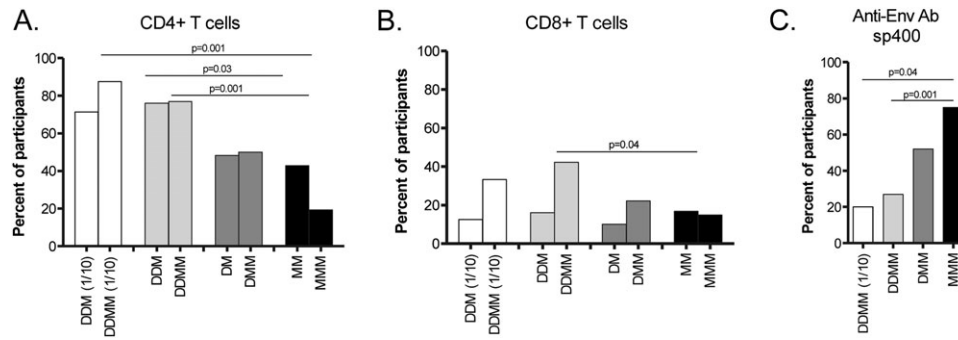 A.
CD4+ T cells
p=0.001
p=0.03
p=0.001
100
80
60
40
20
0
Percent of participants
DDM (1/10)
DDMM (1/10)
DDM
DDMM
DM
DMM
MM
MMM
B.
CD8+ T cells
p=0.04
100
80
60
40
20
0
Percent of participants
DDM (1/10)
DDMM (1/10)
DDM
DDMM
DM
DMM
MM
MMM
C.
Anti-Env Ab
sp400
p=0.04
p=0.001
100
80
60
40
20
0
Percent of participants
DDMM (1/10)
DDMM
DMM
MMM